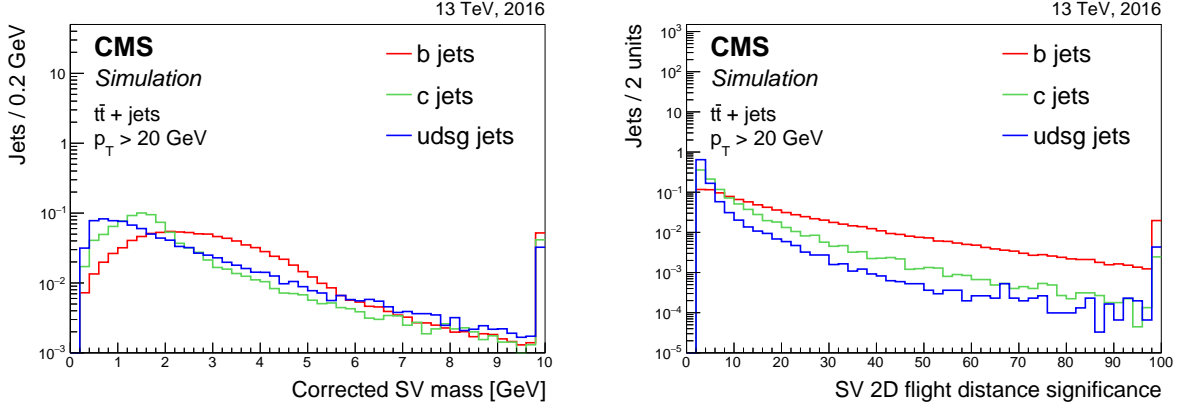 13 TeV, 2016
CMS
Simulation
tt̄ + jets
p_T > 20 GeV
b jets
c jets
udsg jets
Jets / 0.2 GeV
10
1
10⁻¹
10⁻²
10⁻³
0 1 2 3 4 5 6 7 8 9 10
Corrected SV mass [GeV]
13 TeV, 2016
CMS
Simulation
tt̄ + jets
p_T > 20 GeV
b jets
c jets
udsg jets
Jets / 2 units
10³
10²
10
1
10⁻¹
10⁻²
10⁻³
10⁻⁴
10⁻⁵
0 10 20 30 40 50 60 70 80 90 100
SV 2D flight distance significance